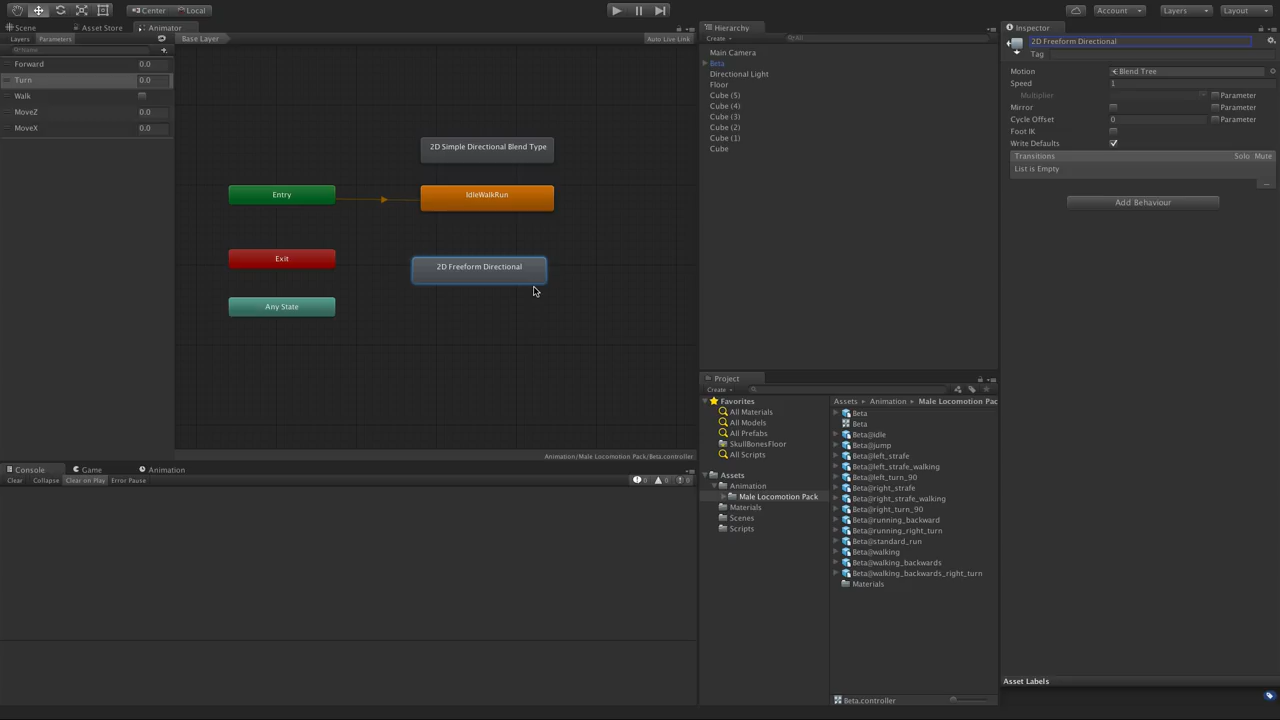 Center
Local
Account
Layers
Layout
Scene
Asset Store
Animator
Layers
Parameters
Name
Forward 0.0
Turn 0.0
Walk
MoveZ 0.0
MoveX 0.0
Base Layer
Auto Live Link
2D Simple Directional Blend Type
Entry
IdleWalkRun
Exit
2D Freeform Directional
Any State
Animation/Male Locomotion Pack/Beta.controller
Console
Game
Animation
Clear
Collapse
Clear on Play
Error Pause
0
0
0
Hierarchy
Create
All
Main Camera
Beta
Directional Light
Floor
Cube (5)
Cube (4)
Cube (3)
Cube (2)
Cube (1)
Cube
Project
Create
Favorites
All Materials
All Models
All Prefabs
SkullBonesFloor
All Scripts
Assets
Animation
Male Locomotion Pack
Materials
Scenes
Scripts
Assets
Animation
Male Locomotion Pac
Beta
Beta
Beta@idle
Beta@jump
Beta@left_strafe
Beta@left_strafe_walking
Beta@left_turn_90
Beta@right_strafe
Beta@right_strafe_walking
Beta@right_turn_90
Beta@running_backward
Beta@running_right_turn
Beta@standard_run
Beta@walking
Beta@walking_backwards
Beta@walking_backwards_right_turn
Materials
Beta.controller
Inspector
2D Freeform Directional
Tag
Motion Blend Tree
Speed 1
Multiplier Parameter
Mirror Parameter
Cycle Offset 0 Parameter
Foot IK
Write Defaults
Transitions Solo Mute
List is Empty
Add Behaviour
Asset Labels